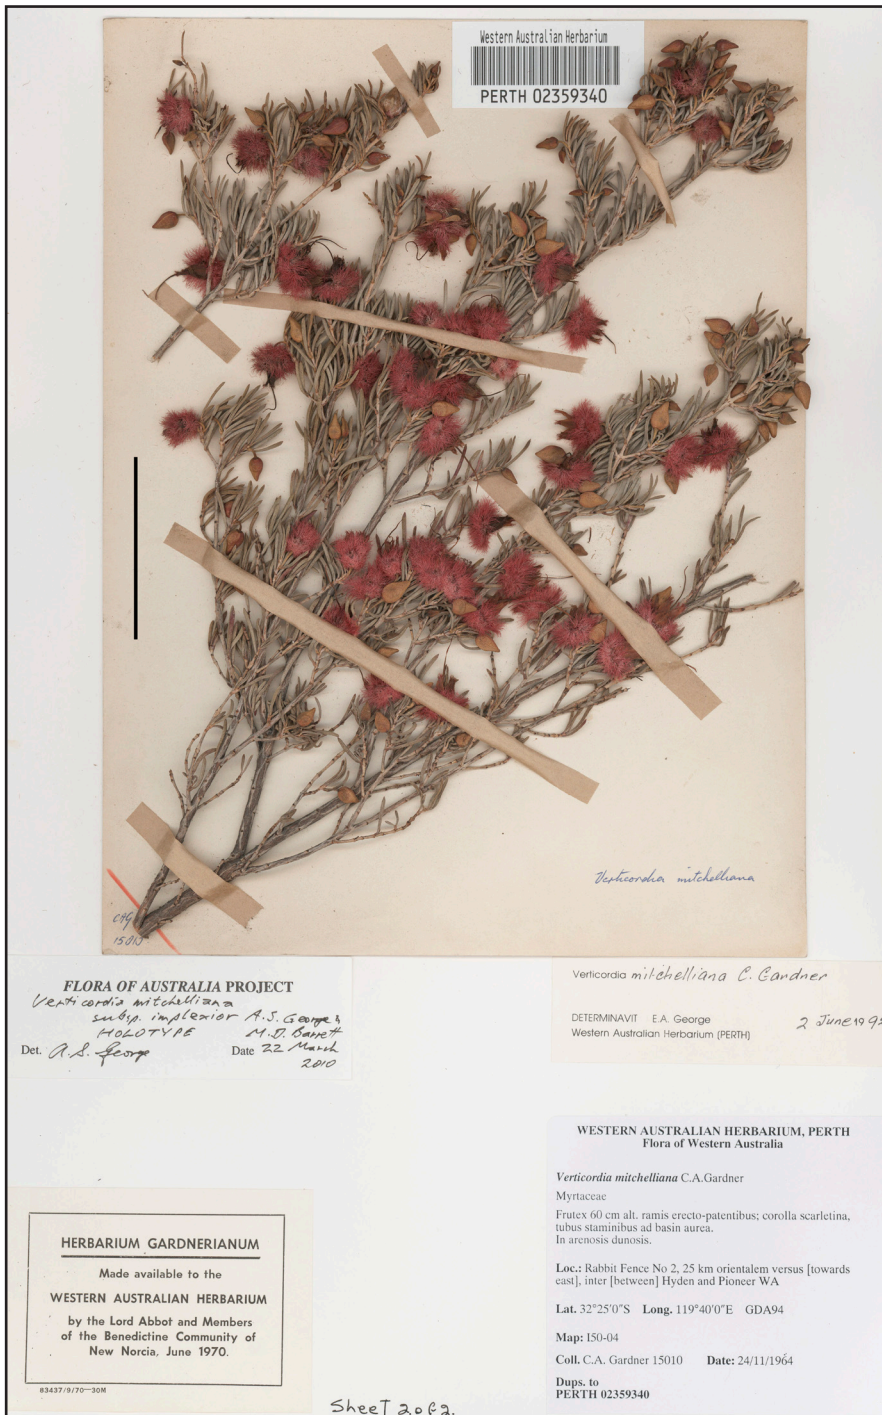 Western Australian Herbarium
PERTH 02359340
Verticordia mitchelliana
CAG
15010
FLORA OF AUSTRALIA PROJECT
Verticordia mitchelliana
subsp. implexior A.S. George &
HOLOTYPE M.D. Barrett
Det. A.S. George Date 22 March
2010
Verticordia mitchelliana C. Gardner
DETERMINAVIT E.A. George
Western Australian Herbarium (PERTH)
2 June 199
HERBARIUM GARDNERIANUM
Made available to the
WESTERN AUSTRALIAN HERBARIUM
by the Lord Abbot and Members
of the Benedictine Community of
New Norcia, June 1970.
83437/9/70—30M
WESTERN AUSTRALIAN HERBARIUM, PERTH
Flora of Western Australia
Verticordia mitchelliana C.A.Gardner
Myrtaceae
Frutex 60 cm alt. ramis erecto-patentibus; corolla scarletina,
tubus staminibus ad basin aurea.
In arenosis dunosis.
Loc.: Rabbit Fence No 2, 25 km orientalem versus [towards
east], inter [between] Hyden and Pioneer WA
Lat. 32°25'0"S Long. 119°40'0"E GDA94
Map: I50-04
Coll. C.A. Gardner 15010 Date: 24/11/1964
Dups. to
PERTH 02359340
Sheet 2 of 2.